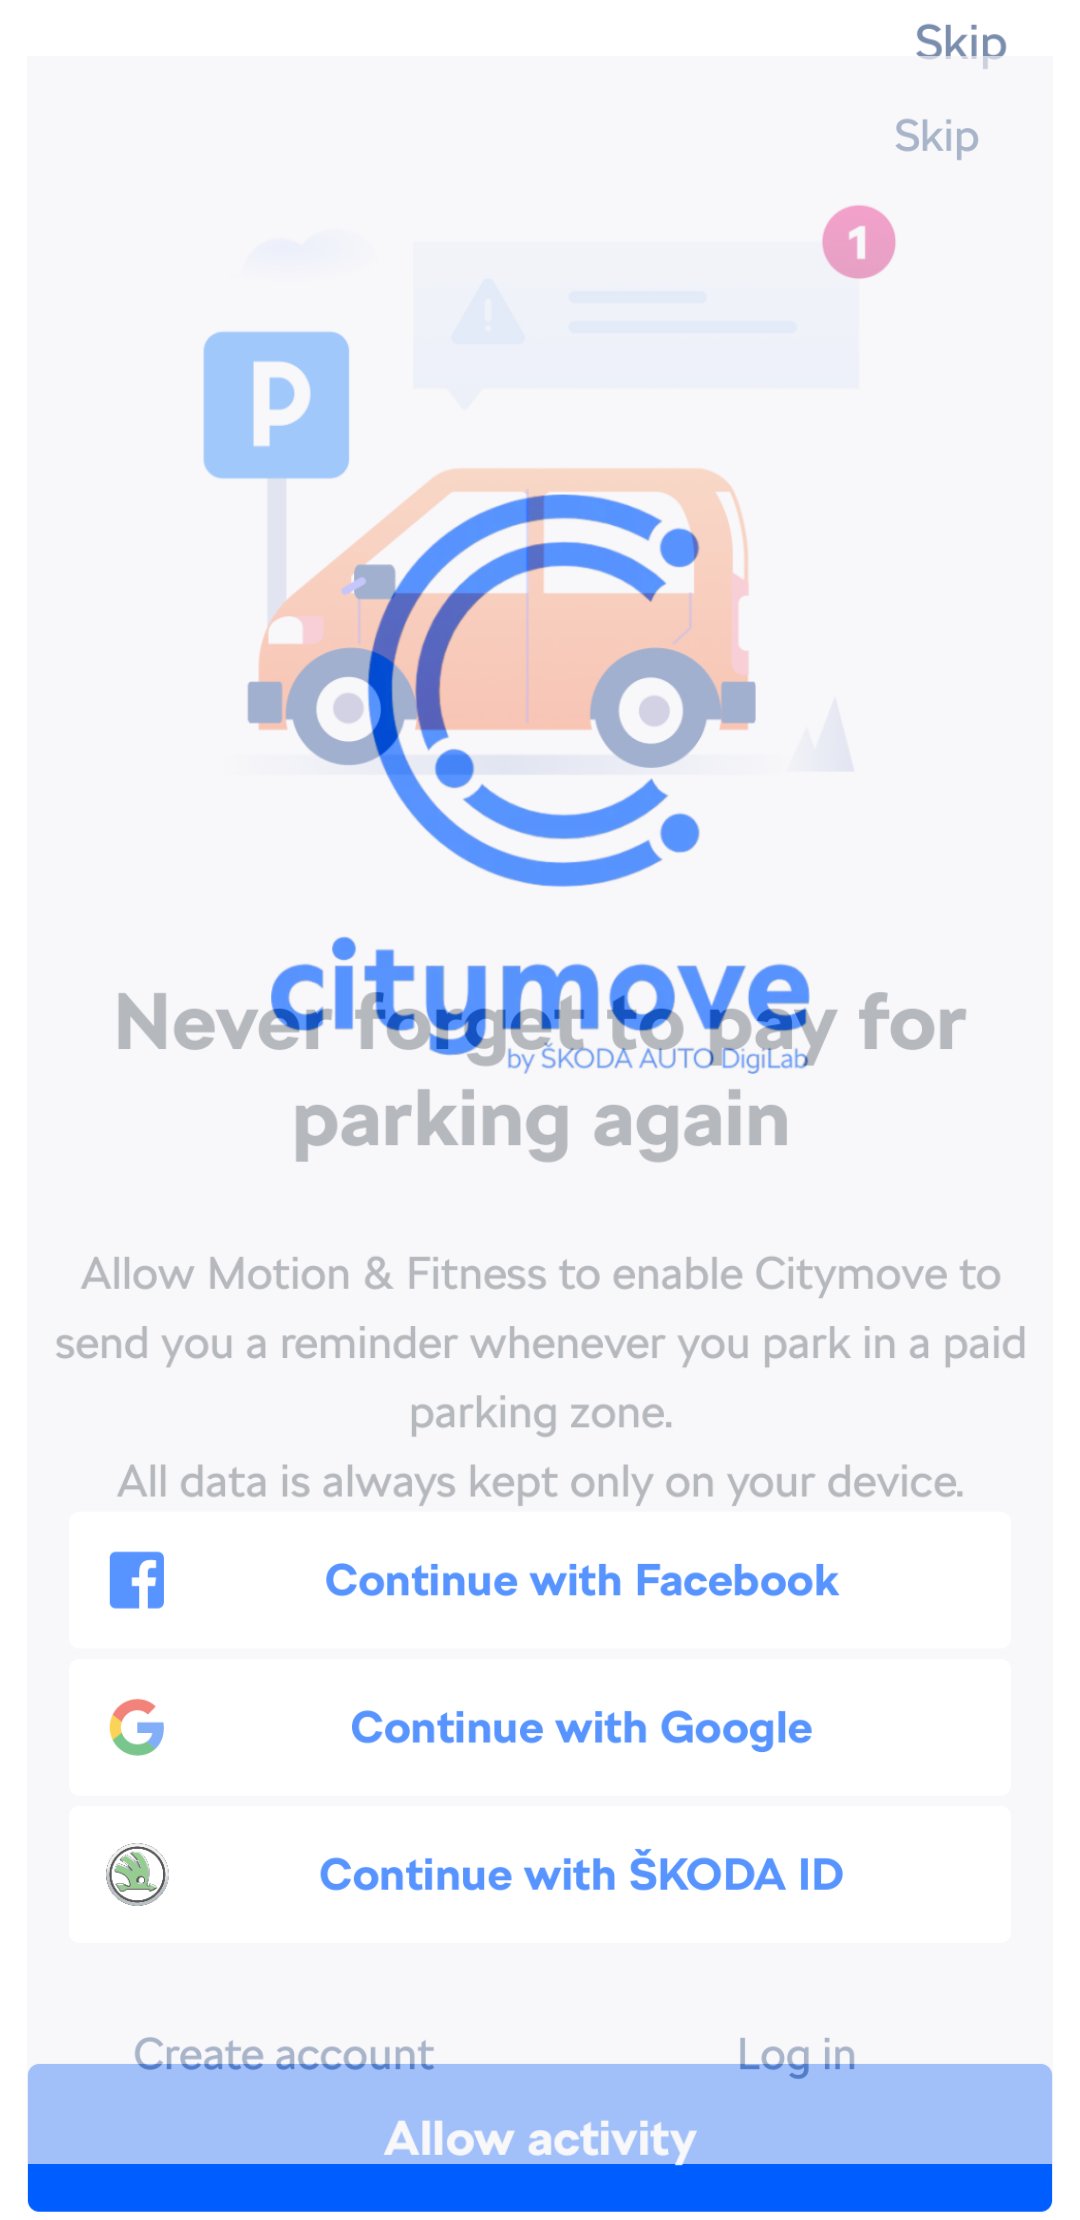 Skip
Skip
1
P
citymove
by ŠKODA AUTO DigiLab
Never forget to pay for
parking again
Allow Motion & Fitness to enable Citymove to
send you a reminder whenever you park in a paid
parking zone.
All data is always kept only on your device.
Continue with Facebook
Continue with Google
Continue with ŠKODA ID
Create account Log in
Allow activity